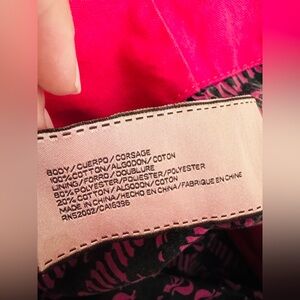 BODY / CUERPO / CORSAGE
100% COTTON / ALGODON / COTON
LINING / FORRO / DOUBLURE
80% POLYESTER / POLIESTER / POLYESTER
20% COTTON / ALGODON / COTON
MADE IN CHINA / HECHO EN CHINA / FABRIQUE EN CHINE
RN52002 / CA16396